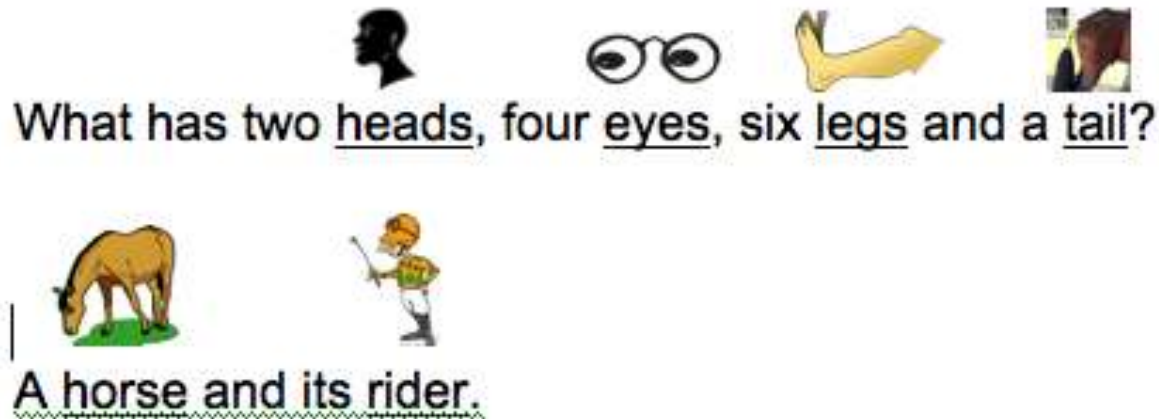 What has two heads, four eyes, six legs and a tail?
A horse and its rider.